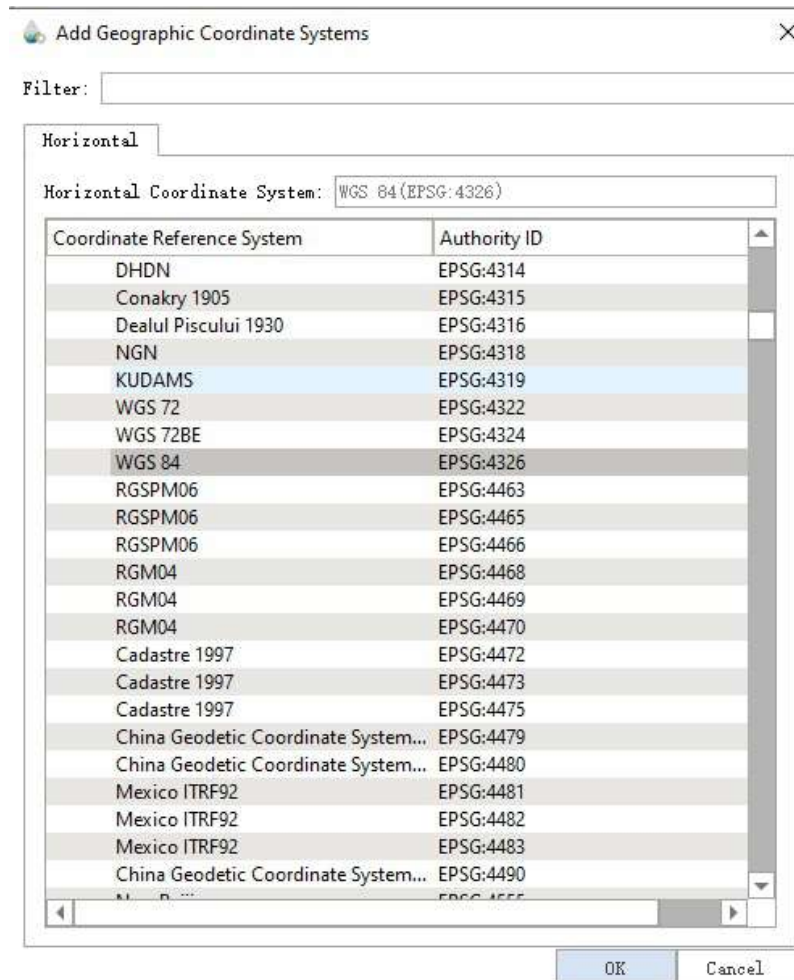 Add Geographic Coordinate Systems
Filter:
Horizontal
Horizontal Coordinate System: WGS 84(EPSG:4326)
Coordinate Reference System Authority ID
DHDN EPSG:4314
Conakry 1905 EPSG:4315
Dealul Piscului 1930 EPSG:4316
NGN EPSG:4318
KUDAMS EPSG:4319
WGS 72 EPSG:4322
WGS 72BE EPSG:4324
WGS 84 EPSG:4326
RGSPM06 EPSG:4463
RGSPM06 EPSG:4465
RGSPM06 EPSG:4466
RGM04 EPSG:4468
RGM04 EPSG:4469
RGM04 EPSG:4470
Cadastre 1997 EPSG:4472
Cadastre 1997 EPSG:4473
Cadastre 1997 EPSG:4475
China Geodetic Coordinate System... EPSG:4479
China Geodetic Coordinate System... EPSG:4480
Mexico ITRF92 EPSG:4481
Mexico ITRF92 EPSG:4482
Mexico ITRF92 EPSG:4483
China Geodetic Coordinate System... EPSG:4490
OK Cancel